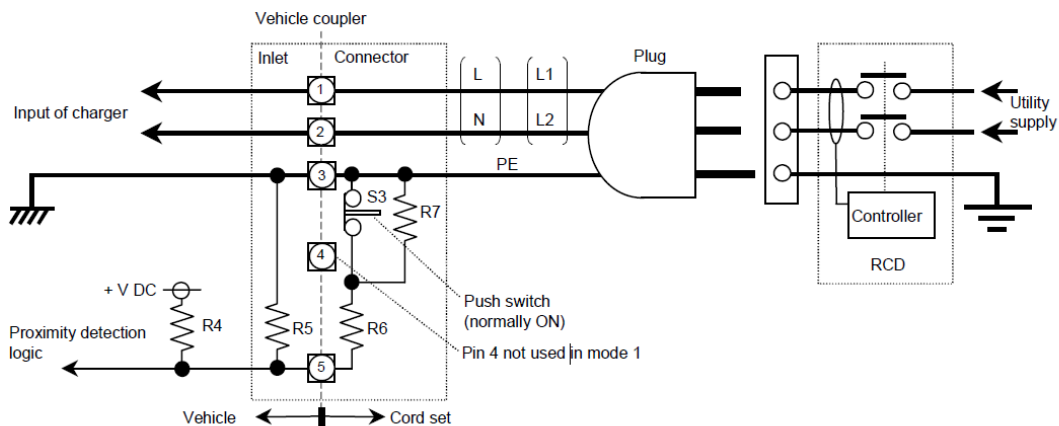 Vehicle coupler
Inlet
Connector
Plug
L
L1
1
Input of charger
Utility
supply
N
L2
2
PE
3
S3
R7
Controller
4
RCD
+ V DC
Push switch
(normally ON)
R4
R5
R6
Proximity detection
logic
Pin 4 not used in mode 1
5
Vehicle
Cord set